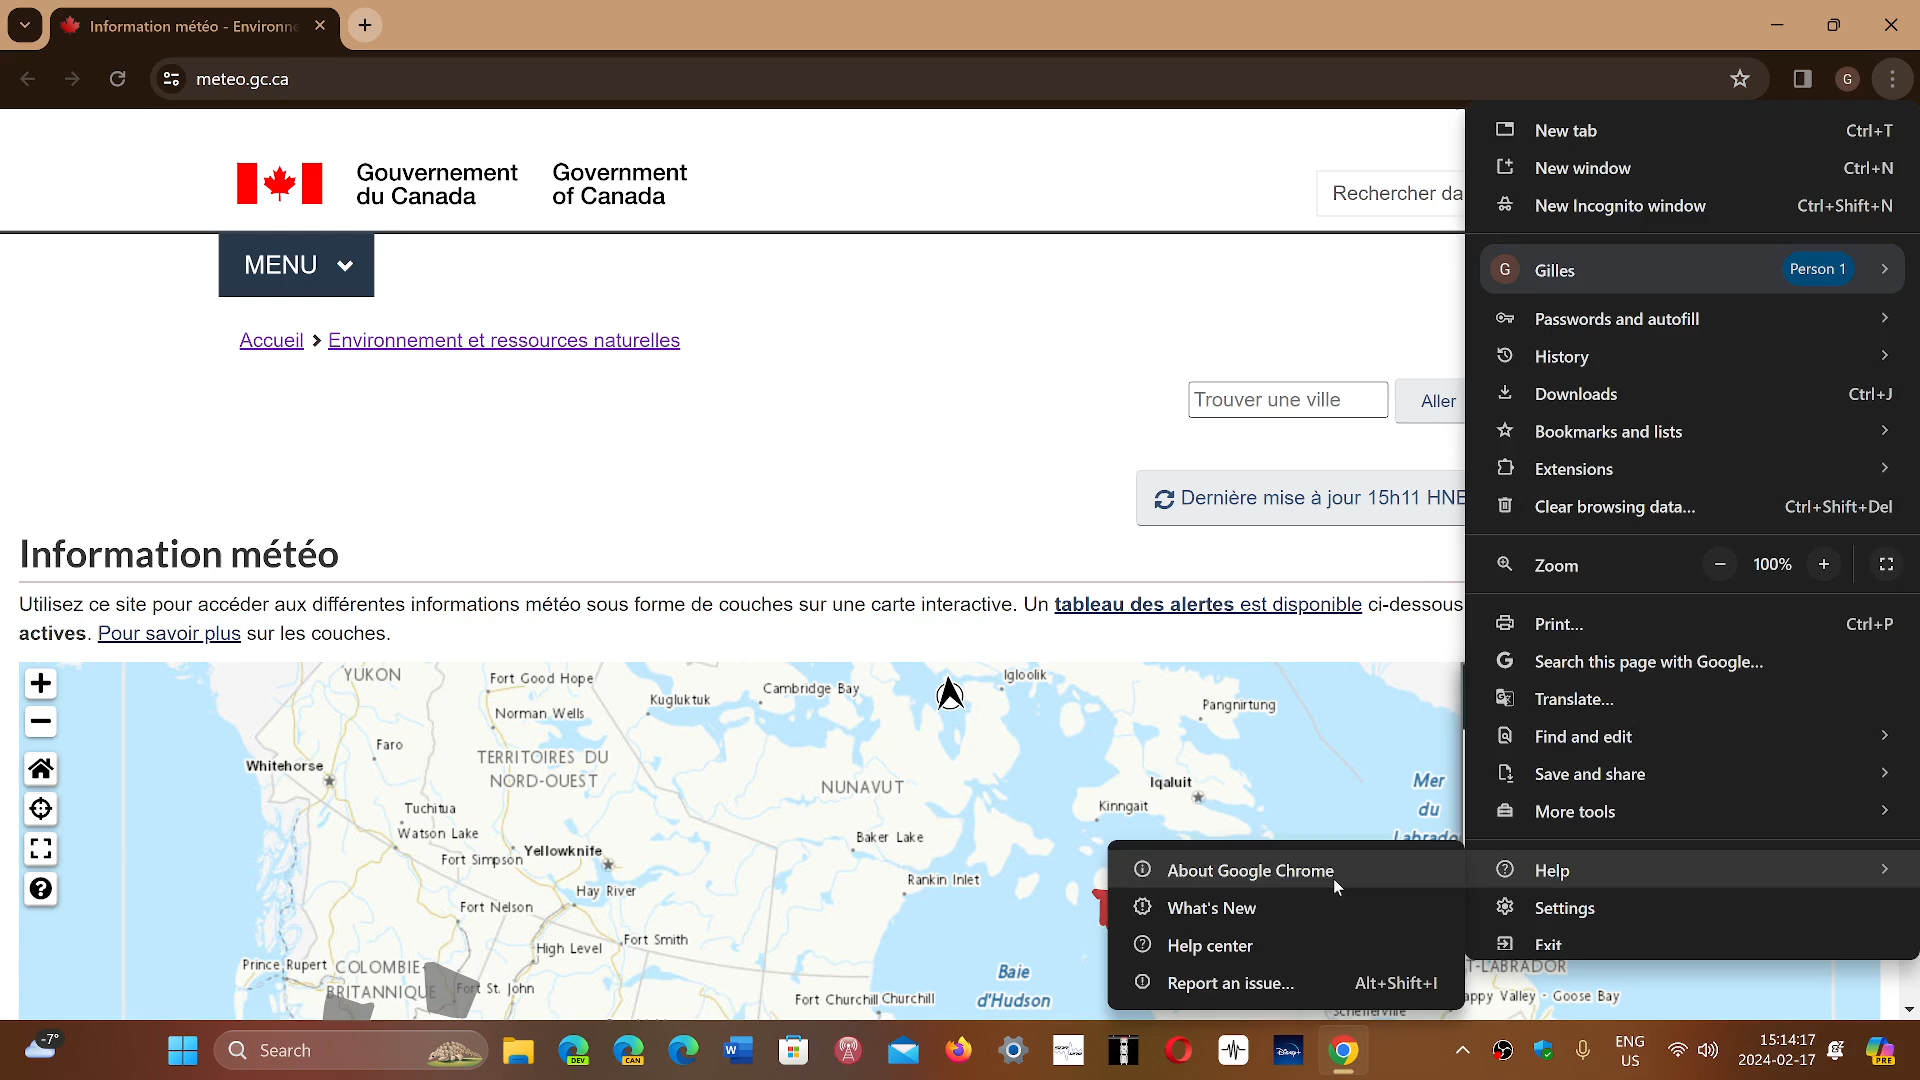 Information météo - Environne
meteo.gc.ca
G
Gouvernement
du Canada
Government
of Canada
Rechercher da
MENU
Accueil Environnement et ressources naturelles
Trouver une ville
Aller
Dernière mise à jour 15h11 HNE
Information météo
Utilisez ce site pour accéder aux différentes informations météo sous forme de couches sur une carte interactive. Un tableau des alertes est disponible ci-dessous
actives. Pour savoir plus sur les couches.
YUKON
Fort Good Hope
Kugluktuk
Cambridge Bay
Igloolik
Norman Wells
Pangnirtung
Faro
Whitehorse
TERRITOIRES DU
NORD-OUEST
NUNAVUT
Iqaluit
Kinngait
Mer
du
Labrado
Tuchitua
Watson Lake
Baker Lake
Fort Simpson
Yellowknife
Hay River
Rankin Inlet
Fort Nelson
High Level
Fort Smith
Prince Rupert
COLOMBIE-
BRITANNIQUE
Fort St. John
Baie
d'Hudson
Fort Churchill
Churchill
T-LABRADOR
appy Valley - Goose Bay
New tab Ctrl+T
New window Ctrl+N
New Incognito window Ctrl+Shift+N
G Gilles Person 1
Passwords and autofill
History
Downloads Ctrl+J
Bookmarks and lists
Extensions
Clear browsing data... Ctrl+Shift+Del
Zoom − 100% +
Print... Ctrl+P
G Search this page with Google...
Translate...
Find and edit
Save and share
More tools
Help
Settings
Exit
About Google Chrome
What's New
Help center
Report an issue... Alt+Shift+I
-7°
Search
DEV
CAN
Disney+
ENG
US
15:14:17
2024-02-17
PRE